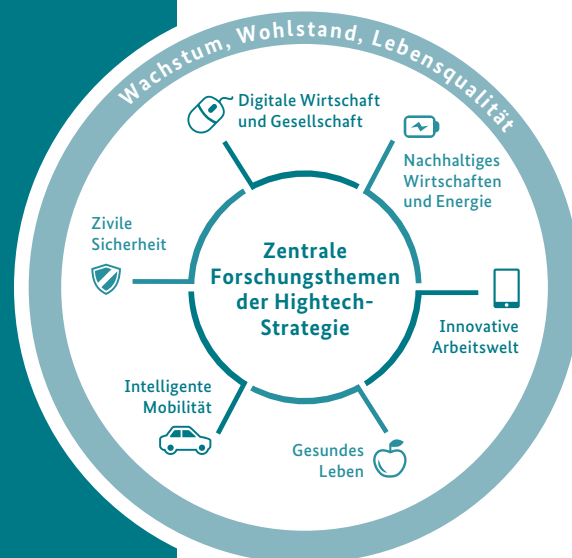 Wachstum, Wohlstand, Lebensqualität
Digitale Wirtschaft
und Gesellschaft
Nachhaltiges
Wirtschaften
und Energie
Zivile
Sicherheit
Zentrale
Forschungsthemen
der Hightech-
Strategie
Innovative
Arbeitswelt
Intelligente
Mobilität
Gesundes
Leben